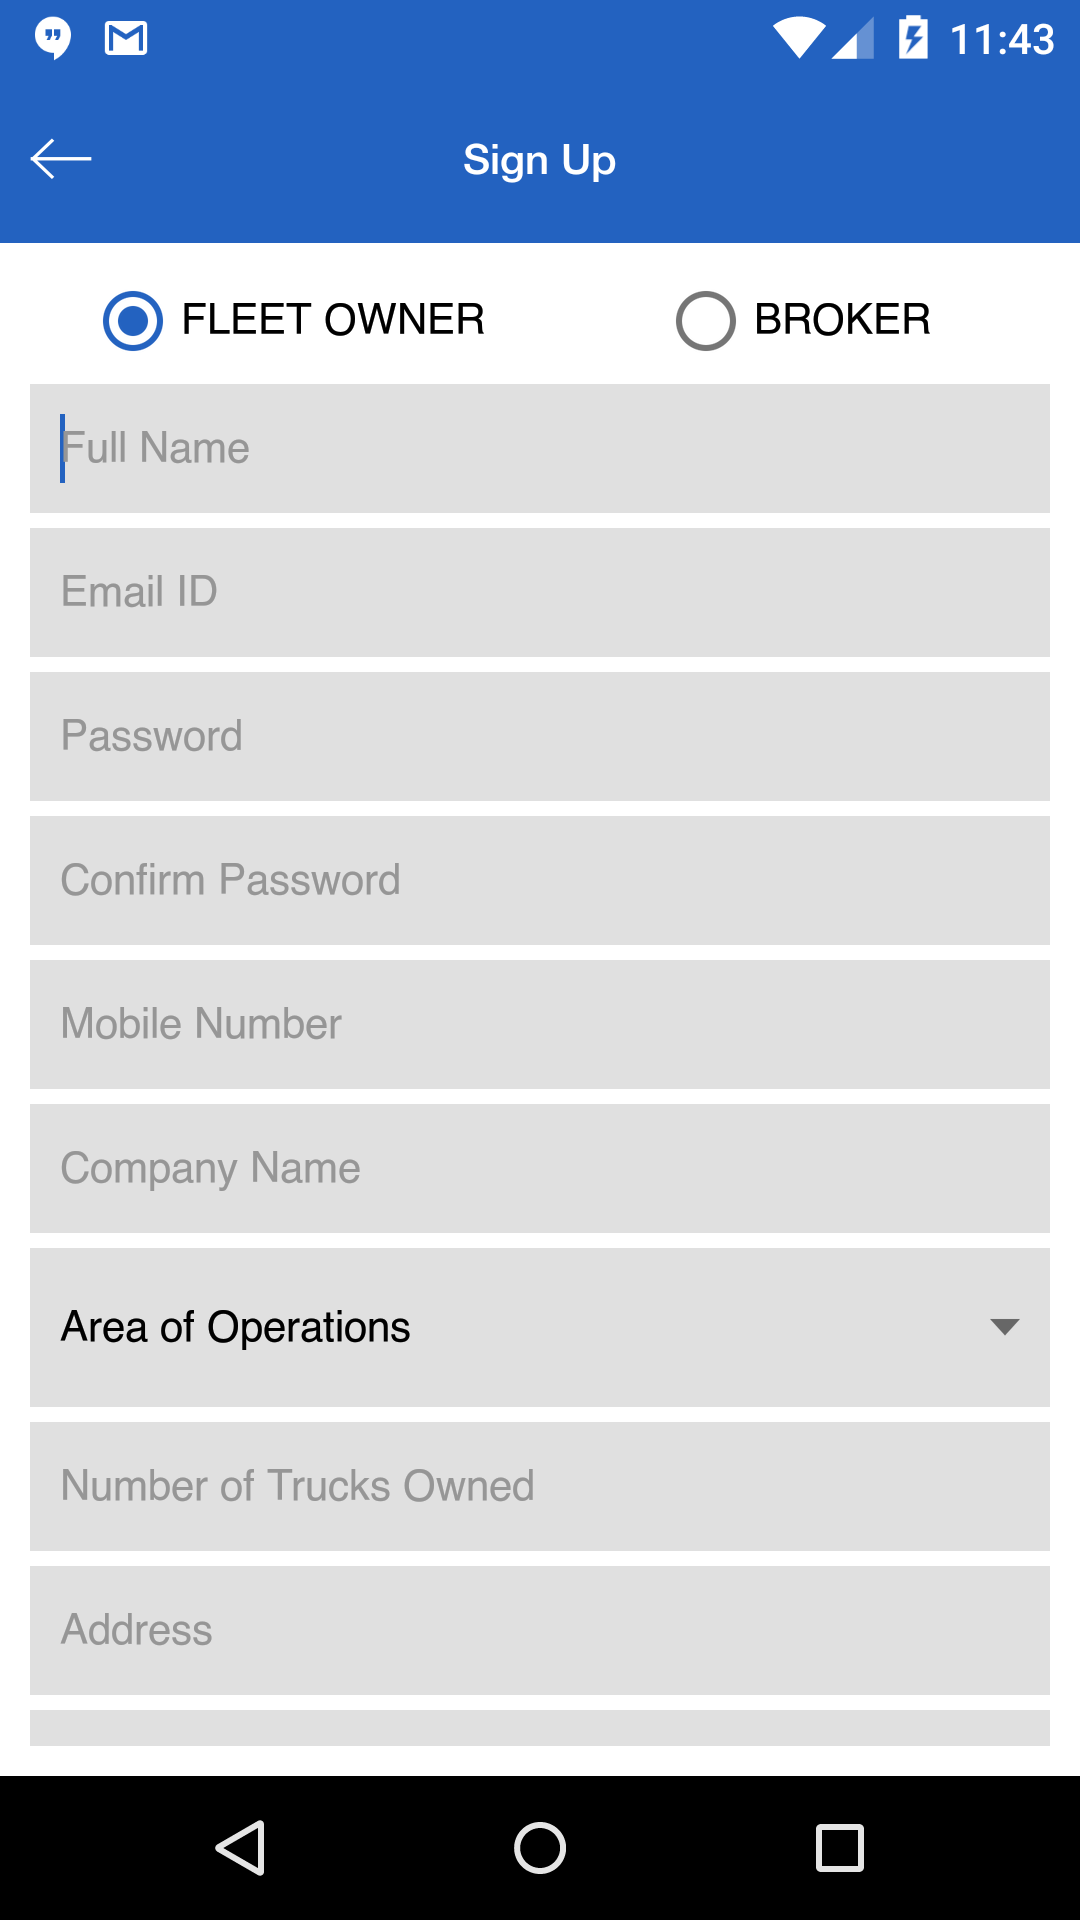 11:43
Sign Up
FLEET OWNER
BROKER
Full Name
Email ID
Password
Confirm Password
Mobile Number
Company Name
Area of Operations
Number of Trucks Owned
Address